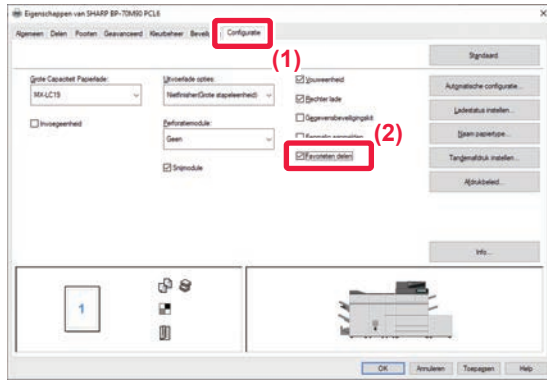 Eigenschappen van SHARP BP-70M90 PCL6
Algemeen Delen Poorten Geavanceerd Kleurbeheer Beveili Configuratie
(1)
Standaard
Grote Capaciteit Papierlade:
MX-LC19
Uitvoerlade opties:
Nietfinisher(Grote stapeleenheid)
Vouweenheid
Automatische configuratie...
Rechter lade
Ladestatus instellen...
Invoegeenheid
Perforatiemodule:
Gegevensbeveiligingskit
(2)
Geen
Naam papiertype...
Favorieten delen
Tandemafdruk instellen...
Snijmodule
Afdrukbeleid...
Info...
1
OK Annuleren Toepassen Help